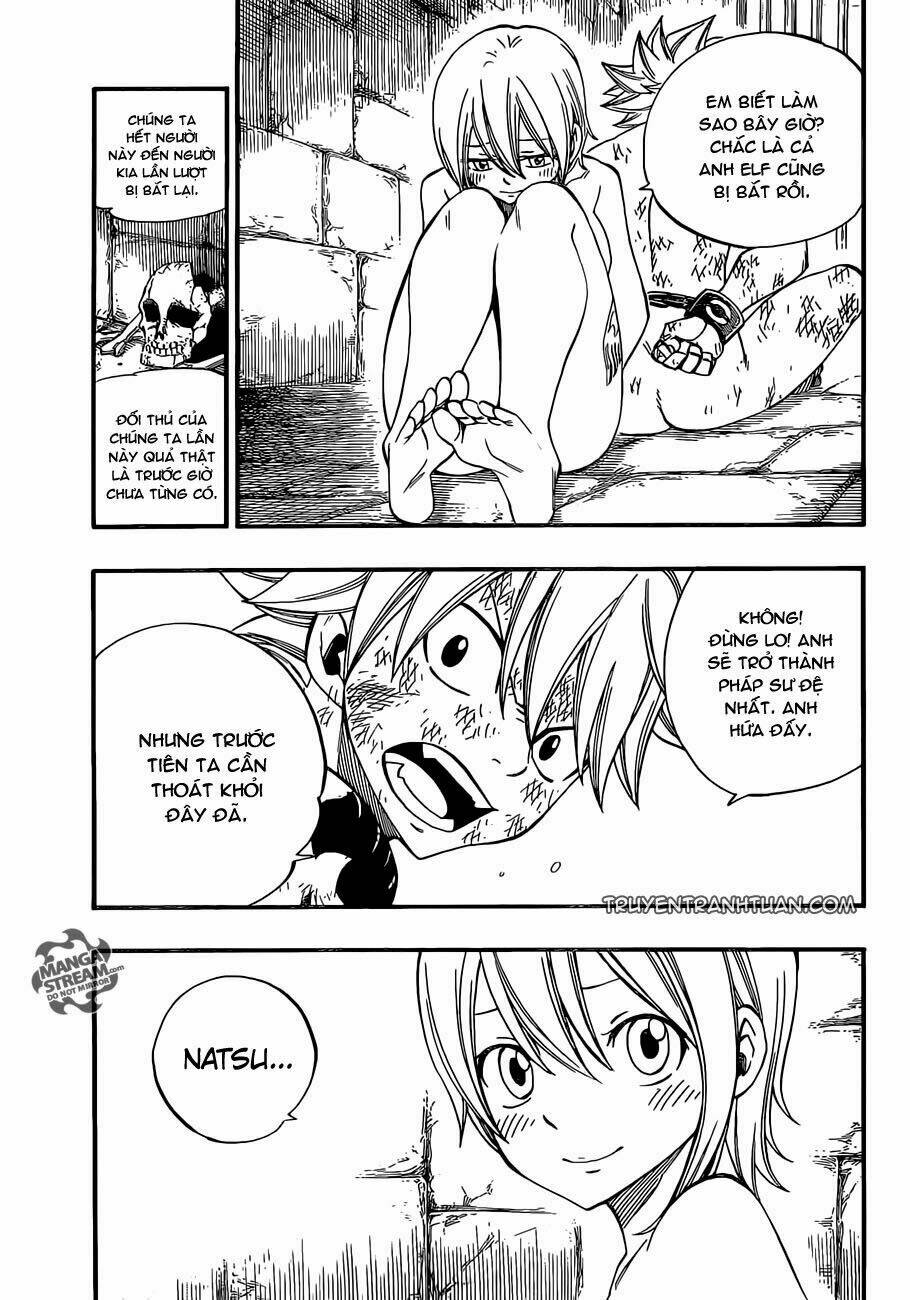 EM BIẾT LÀM
SAO BÂY GIỜ?
CHẮC LÀ CẢ
ANH ELF CŨNG
BỊ BẮT RỒI.
CHÚNG TA
HẾT NGƯỜI
NÀY ĐẾN NGƯỜI
KIA LẦN LƯỢT
BỊ BẮT LẠI.
ĐỐI THỦ CỦA
CHÚNG TA LẦN
NÀY QUẢ THẬT
LÀ TRƯỚC GIỜ
CHƯA TỪNG CÓ.
KHÔNG!
ĐỪNG LO! ANH
SẼ TRỞ THÀNH
PHÁP SƯ ĐỆ
NHẤT. ANH
HỨA ĐẤY.
NHƯNG TRƯỚC
TIÊN TA CẦN
THOÁT KHỎI
ĐÂY ĐÃ.
TRUYENTRANHTUAN.COM
MANGA
STREAM.com
DO NOT MIRROR!
NATSU...